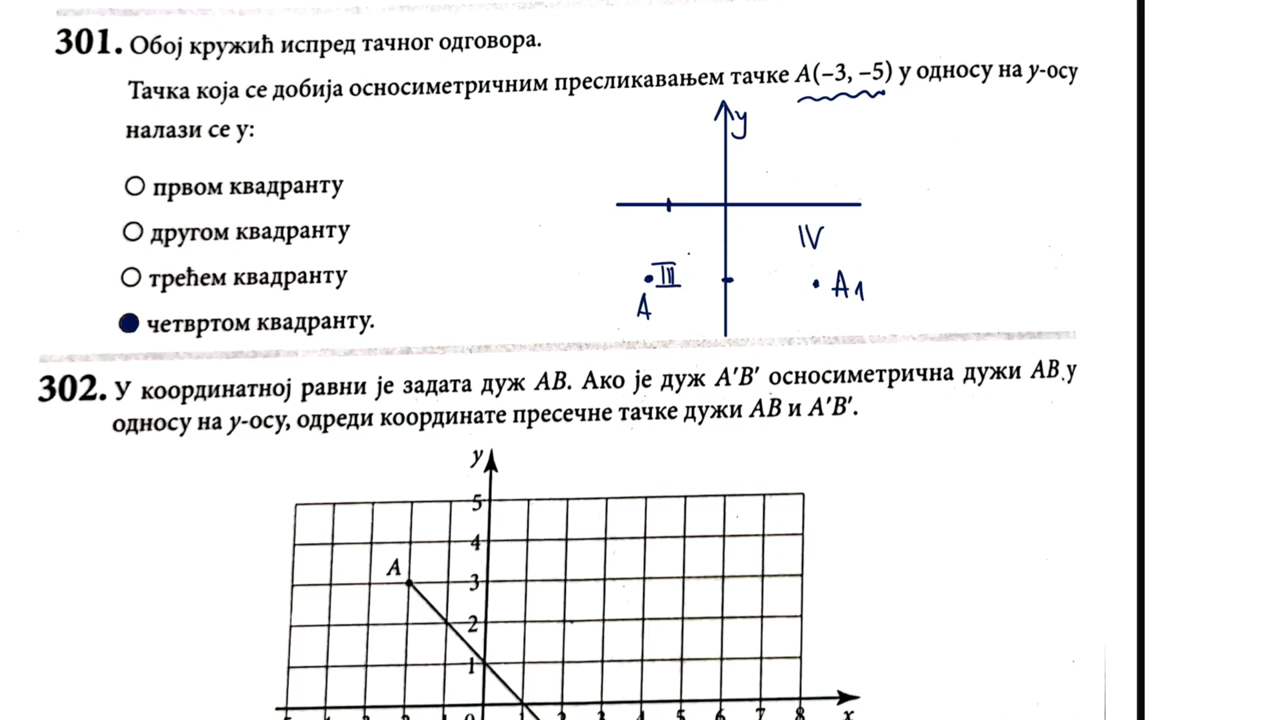 301. Обој кружић испред тачног одговора.
Тачка која се добија осносиметричним пресликавањем тачке A(–3, –5) у односу на y-осу
налази се у:
првом квадранту
другом квадранту
трећем квадранту
четвртом квадранту.
y
IV
III
A
A1
302. У координатној равни је задата дуж AB. Ако је дуж A′B′ осносиметрична дужи AB у
односу на y-осу, одреди координате пресечне тачке дужи AB и A′B′.
y
5
4
A
3
2
1
0 1 2 3 4 5 6 7 8 x